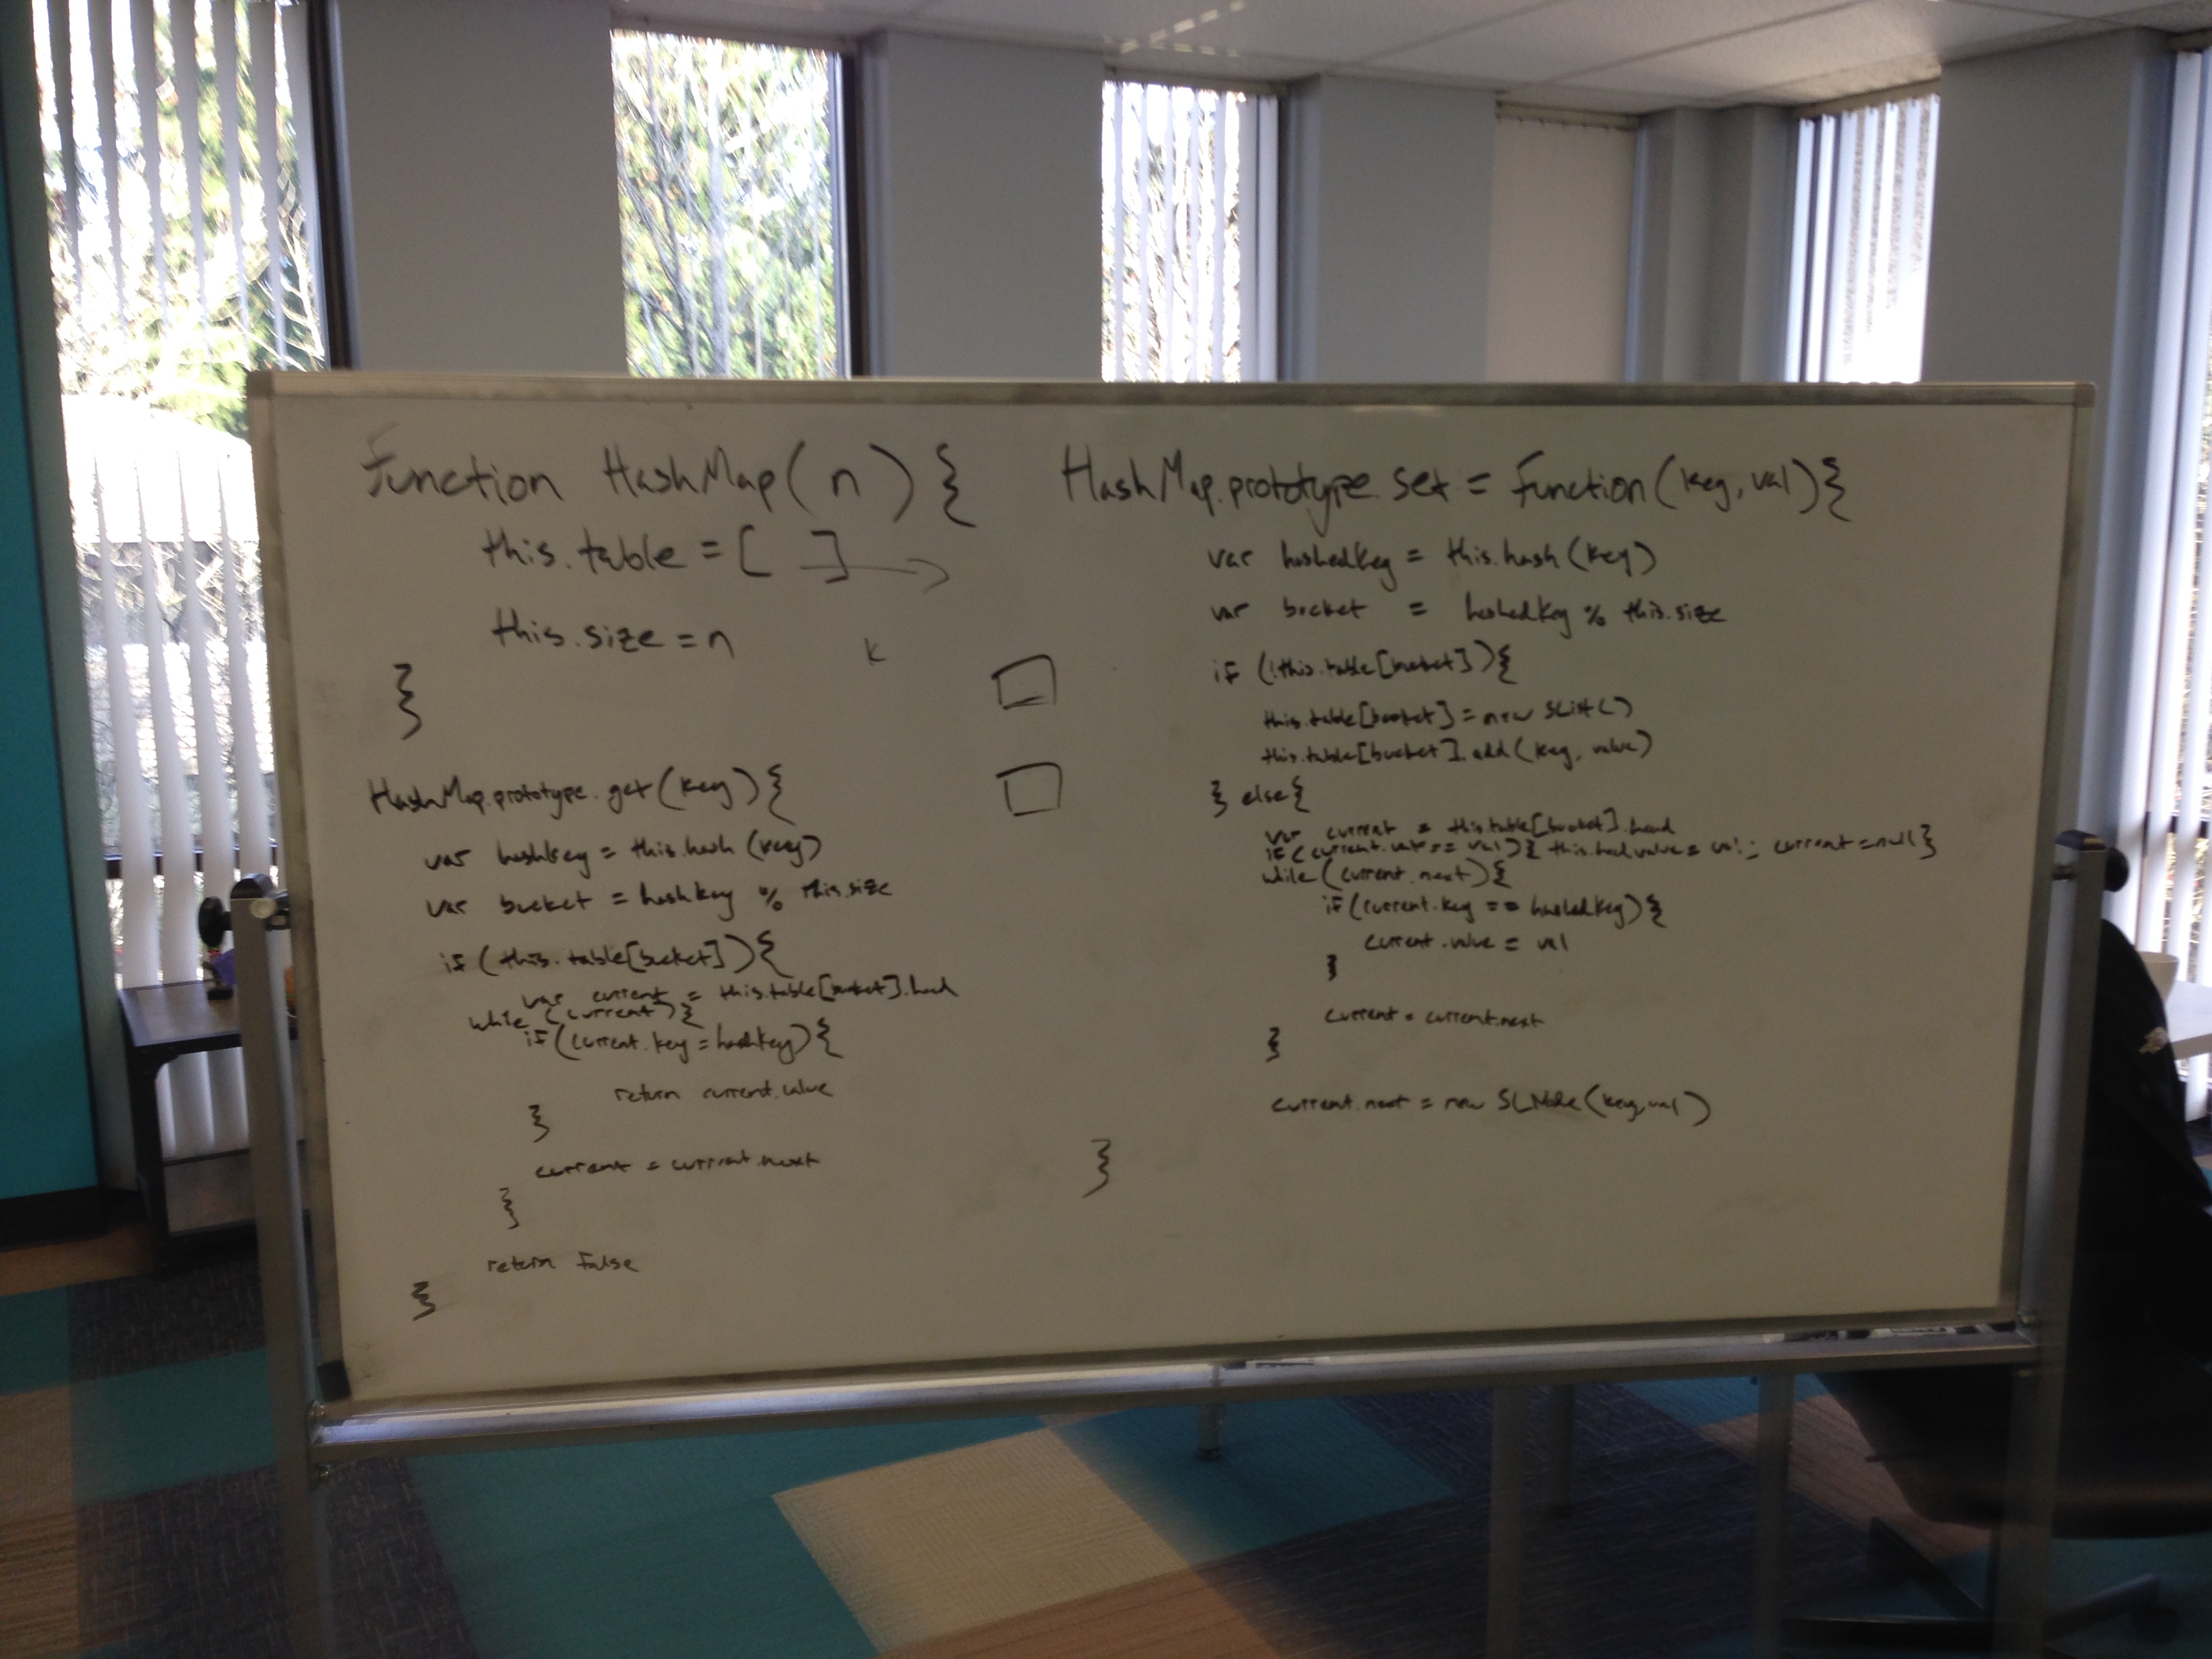 function HashMap(n) {
this.table = [ ]
this.size = n
K
}
HashMap.prototype.get(key){
var hashkey = this.hash(key)
var bucket = hashkey % this.size
if (this.table[bucket]){
var current = this.table[bucket].head
while (current) {
if(current.key = hashkey){
return current.value
}
current = current.next
}
return false
}
HashMap.prototype.set = function(key, val){
var hashedkey = this.hash(key)
var bucket = hashedkey % this.size
if (!this.table[bucket]){
this.table[bucket] = new SList()
this.table[bucket].add(key, value)
} else{
var current = this.table[bucket].head
if(current.val == val){ this.head.value = val; current = null}
while(current.next){
if(current.key == hashedkey){
current.value = val
}
current = current.next
}
current.next = new SLNode(key,val)
}